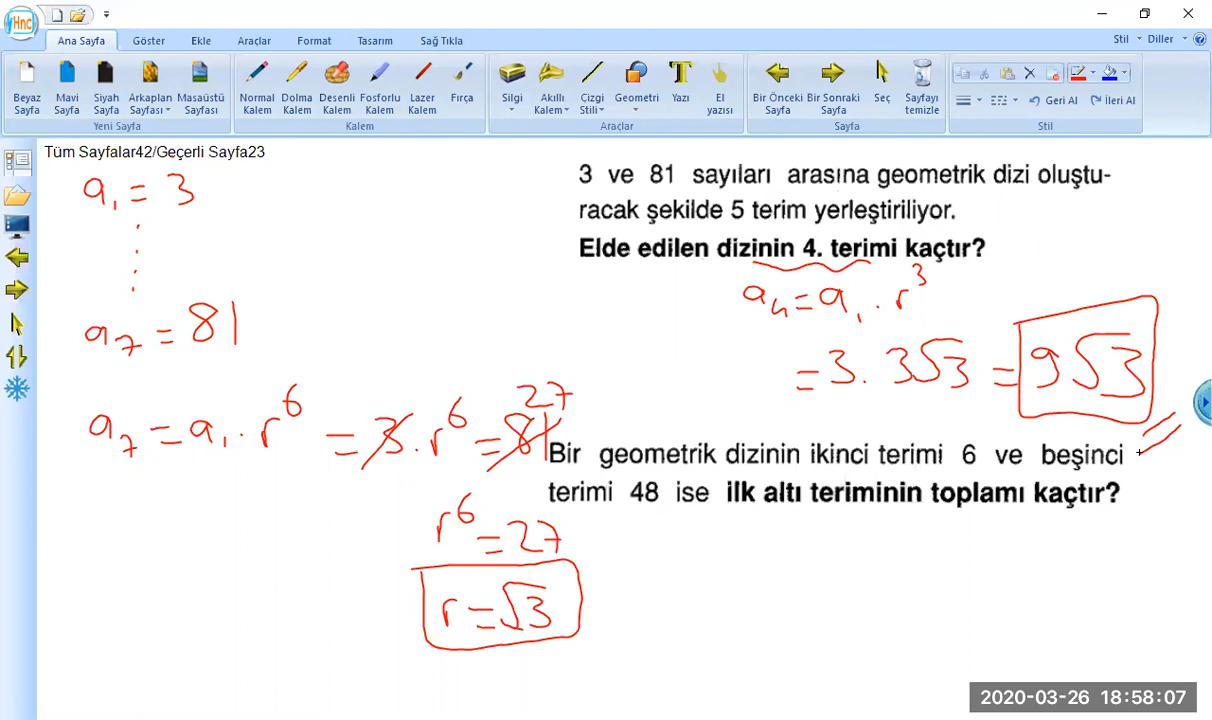 Hnc
Ana Sayfa Göster Ekle Araçlar Format Tasarım Sağ Tıkla
Stil Diller
Beyaz Sayfa Mavi Sayfa Siyah Sayfa Arkaplan Sayfası Masaüstü Sayfası
Normal Kalem Dolma Kalem Desenli Kalem Fosforlu Kalem Lazer Kalem Fırça
Silgi Akıllı Kalem Çizgi Stili Geometri Yazı El yazısı
Bir Önceki Sayfa Bir Sonraki Sayfa Seç Sayfayı temizle
Geri Al İleri Al
Yeni Sayfa Kalem Araçlar Sayfa Stil
Tüm Sayfalar42/Geçerli Sayfa23
a₁ = 3
a₇ = 81
a₇ = a₁ . r⁶ = 3 . r⁶ = 81 27
r⁶ = 27
r = √3
3 ve 81 sayıları arasına geometrik dizi oluştu-
racak şekilde 5 terim yerleştiriliyor.
Elde edilen dizinin 4. terimi kaçtır?
a₄ = a₁ . r³
= 3 . 3√3 = 9√3
Bir geometrik dizinin ikinci terimi 6 ve beşinci
terimi 48 ise ilk altı teriminin toplamı kaçtır?
2020-03-26 18:58:07